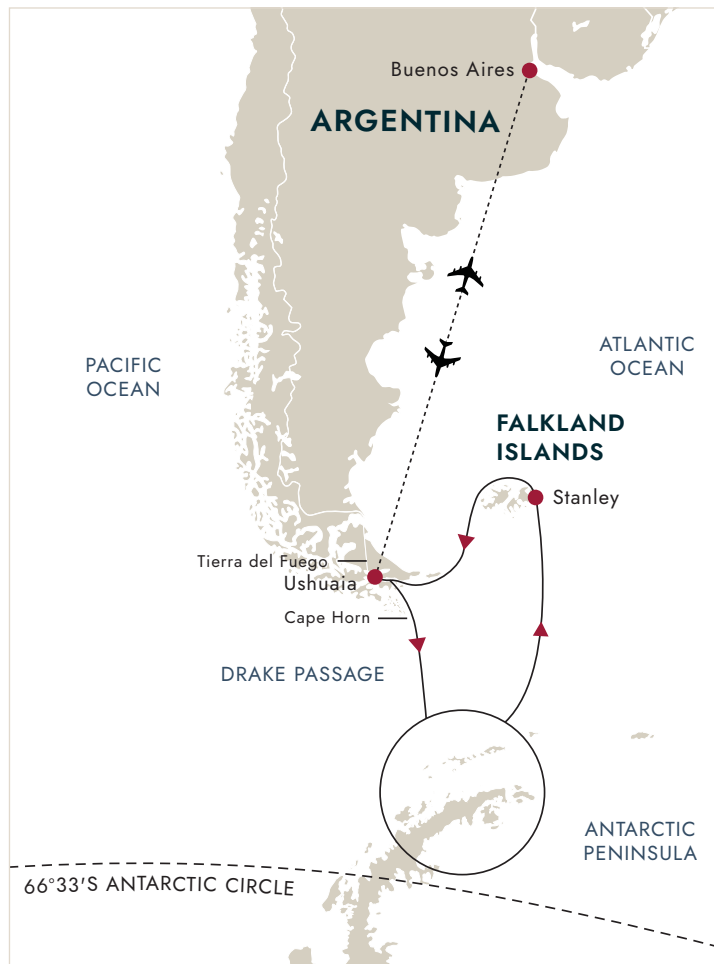 Buenos Aires
ARGENTINA
ATLANTIC
OCEAN
PACIFIC
OCEAN
FALKLAND
ISLANDS
Stanley
Tierra del Fuego
Ushuaia
Cape Horn
DRAKE PASSAGE
ANTARCTIC
PENINSULA
66°33'S ANTARCTIC CIRCLE